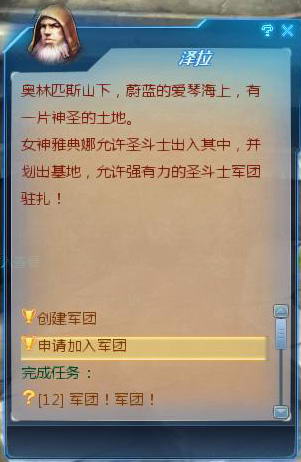 泽拉
奥林匹斯山下，蔚蓝的爱琴海上，有
一片神圣的土地。
女神雅典娜允许圣斗士出入其中，并
划出基地，允许强有力的圣斗士军团
驻扎！
创建军团
申请加入军团
完成任务：
?[12] 军团！军团！